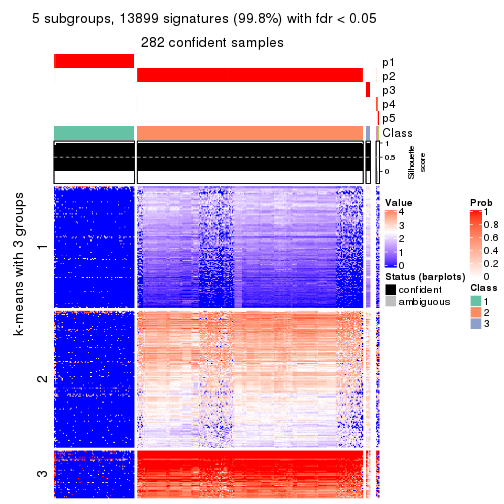 5 subgroups, 13899 signatures (99.8%) with fdr < 0.05
282 confident samples
p1
p2
p3
p4
p5
Class
1
0.5
0
Silhouette
score
k-means with 3 groups
1
2
3
Value
4
3
2
1
0
Status (barplots)
confident
ambiguous
Prob
1
0.8
0.6
0.4
0.2
0
Class
1
2
3